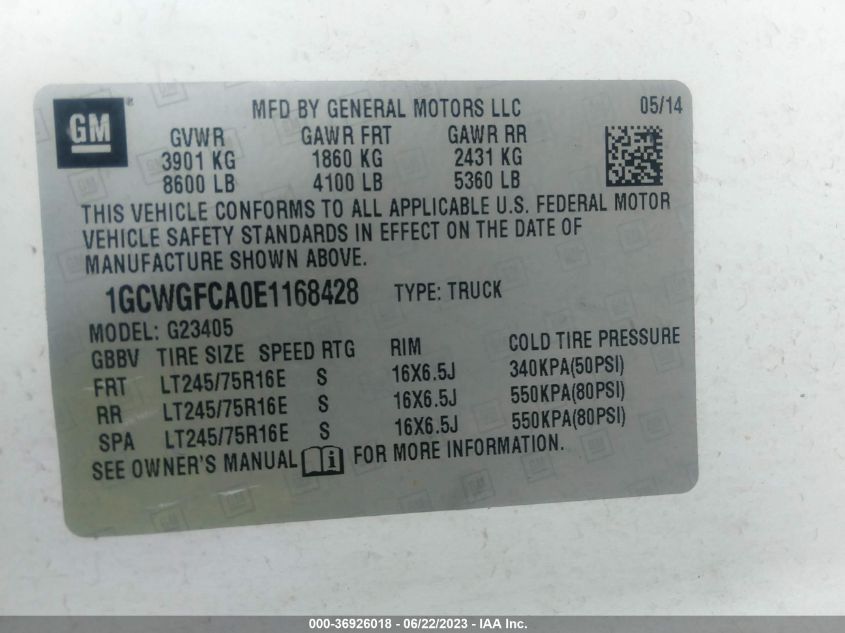 GM
MFD BY GENERAL MOTORS LLC 05/14
GVWR GAWR FRT GAWR RR
3901 KG 1860 KG 2431 KG
8600 LB 4100 LB 5360 LB
THIS VEHICLE CONFORMS TO ALL APPLICABLE U.S. FEDERAL MOTOR
VEHICLE SAFETY STANDARDS IN EFFECT ON THE DATE OF
MANUFACTURE SHOWN ABOVE.
1GCWGFCA0E1168428 TYPE: TRUCK
MODEL: G23405
GBBV TIRE SIZE SPEED RTG RIM COLD TIRE PRESSURE
FRT LT245/75R16E S 16X6.5J 340KPA(50PSI)
RR LT245/75R16E S 16X6.5J 550KPA(80PSI)
SPA LT245/75R16E S 16X6.5J 550KPA(80PSI)
SEE OWNER'S MANUAL i FOR MORE INFORMATION.
000-36926018 - 06/22/2023 - IAA Inc.